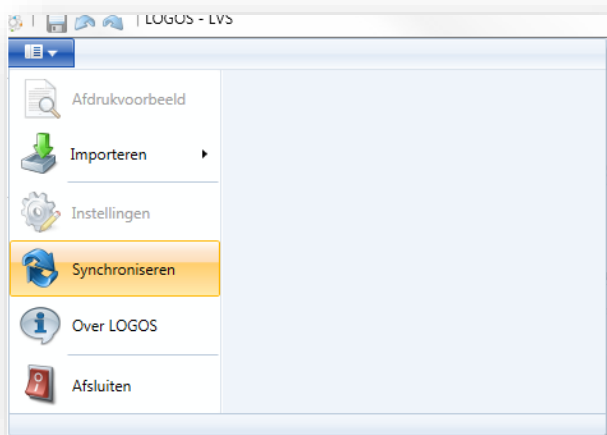 LOGOS - LVS
Afdrukvoorbeeld
Importeren
Instellingen
Synchroniseren
Over LOGOS
Afsluiten